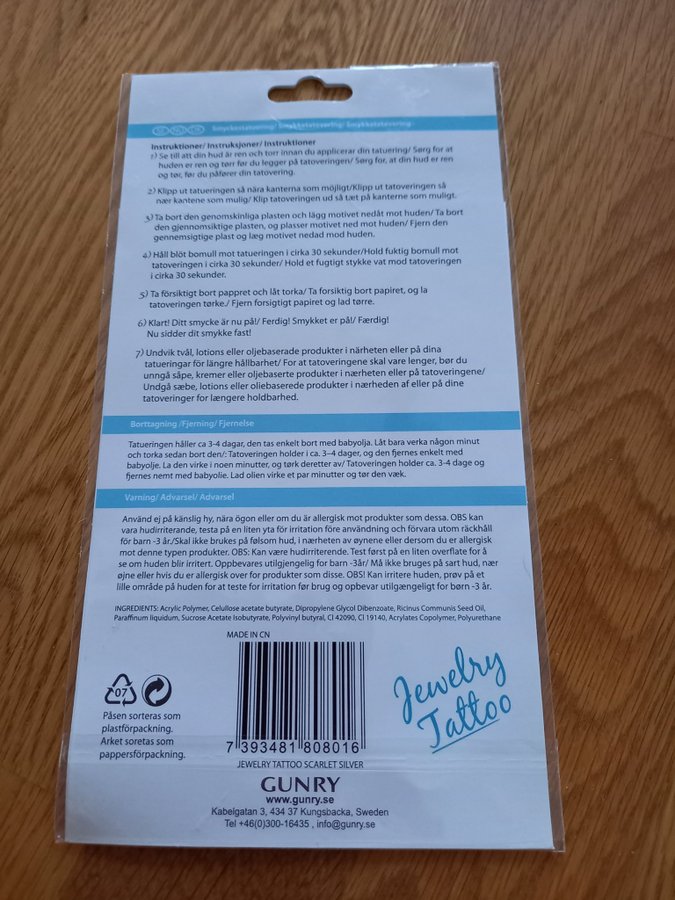 SE NO DK Smyckestatuering/ Smykketatovering/ Smykketatovering
Instruktioner/ Instruksjoner/ Instruktioner
1) Se till att din hud är ren och torr innan du applicerar din tatuering/ Sørg for at
huden er ren og tørr før du legger på tatoveringen/ Sørg for, at din hud er ren
og tør, før du påfører din tatovering.
2) Klipp ut tatueringen så nära kanterna som möjligt/Klipp ut tatoveringen så
nær kantene som mulig/ Klip tatoveringen ud så tæt på kanterne som muligt.
3) Ta bort den genomskinliga plasten och lägg motivet nedåt mot huden/ Ta bort
den gjennomsiktige plasten, og plasser motivet ned mot huden/ Fjern den
gennemsigtige plast og læg motivet nedad mod huden.
4) Håll blöt bomull mot tatueringen i cirka 30 sekunder/Hold fuktig bomull mot
tatoveringen i cirka 30 sekunder/ Hold et fugtigt stykke vat mod tatoveringen
i cirka 30 sekunder.
5) Ta försiktigt bort pappret och låt torka/ Ta forsiktig bort papiret, og la
tatoveringen tørke./ Fjern forsigtigt papiret og lad tørre.
6) Klart! Ditt smycke är nu på!/ Ferdig! Smykket er på!/ Færdig!
Nu sidder dit smykke fast!
7) Undvik tvål, lotions eller oljebaserade produkter i närheten eller på dina
tatueringar för längre hållbarhet/ For at tatoveringene skal vare lenger, bør du
unngå såpe, kremer eller oljebaserte produkter i nærheten eller på tatoveringene/
Undgå sæbe, lotions eller oliebaserede produkter i nærheden af eller på dine
tatoveringer for længere holdbarhed.
Borttagning /Fjerning/ Fjernelse
Tatueringen håller ca 3-4 dagar, den tas enkelt bort med babyolja. Låt bara verka någon minut
och torka sedan bort den/: Tatoveringen holder i ca. 3–4 dager, og den fjernes enkelt med
babyolje. La den virke i noen minutter, og tørk deretter av/ Tatoveringen holder ca. 3-4 dage og
fjernes nemt med babyolie. Lad olien virke et par minutter og tør den væk.
Varning/ Advarsel/ Advarsel
Använd ej på känslig hy, nära ögon eller om du är allergisk mot produkter som dessa. OBS kan
vara hudirriterande, testa på en liten yta för irritation före användning och förvara utom räckhåll
för barn -3 år./Skal ikke brukes på følsom hud, i nærheten av øynene eller dersom du er allergisk
mot denne typen produkter. OBS: Kan være hudirriterende. Test først på en liten overflate for å
se om huden blir irritert. Oppbevares utilgjengelig for barn -3år/ Må ikke bruges på sart hud, nær
øjne eller hvis du er allergisk over for produkter som disse. OBS! Kan irritere huden, prøv på et
lille område på huden for at teste for irritation før brug og opbevar utilgængeligt for børn -3 år.
INGREDIENTS: Acrylic Polymer, Celullose acetate butyrate, Dipropylene Glycol Dibenzoate, Ricinus Communis Seed Oil,
Paraffinum liquidum, Sucrose Acetate Isobutyrate, Polyvinyl butyral, CI 42090, CI 19140, Acrylates Copolymer, Polyurethane
MADE IN CN
07
Påsen sorteras som
plastförpackning.
Arket soretas som
pappersförpackning.
7 393481 808016
JEWELRY TATTOO SCARLET SILVER
Jewelry
Tattoo
GUNRY
www.gunry.se
Kabelgatan 3, 434 37 Kungsbacka, Sweden
Tel +46(0)300-16435 , info@gunry.se